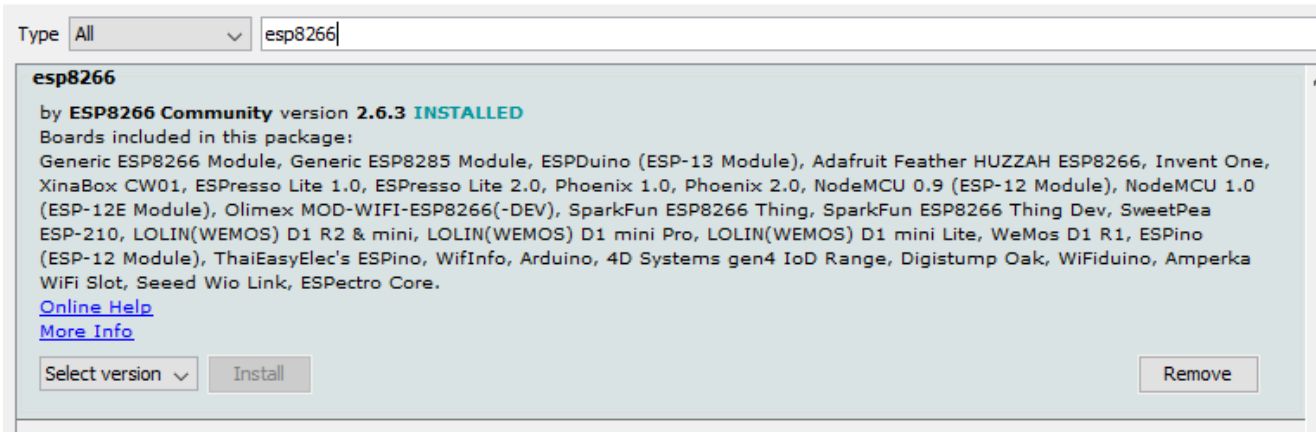 Type All esp8266
esp8266
by ESP8266 Community version 2.6.3 INSTALLED
Boards included in this package:
Generic ESP8266 Module, Generic ESP8285 Module, ESPDuino (ESP-13 Module), Adafruit Feather HUZZAH ESP8266, Invent One,
XinaBox CW01, ESPresso Lite 1.0, ESPresso Lite 2.0, Phoenix 1.0, Phoenix 2.0, NodeMCU 0.9 (ESP-12 Module), NodeMCU 1.0
(ESP-12E Module), Olimex MOD-WIFI-ESP8266(-DEV), SparkFun ESP8266 Thing, SparkFun ESP8266 Thing Dev, SweetPea
ESP-210, LOLIN(WEMOS) D1 R2 & mini, LOLIN(WEMOS) D1 mini Pro, LOLIN(WEMOS) D1 mini Lite, WeMos D1 R1, ESPino
(ESP-12 Module), ThaiEasyElec's ESPino, WifInfo, Arduino, 4D Systems gen4 IoD Range, Digistump Oak, WiFiduino, Amperka
WiFi Slot, Seeed Wio Link, ESPectro Core.
Online Help
More Info
Select version Install Remove